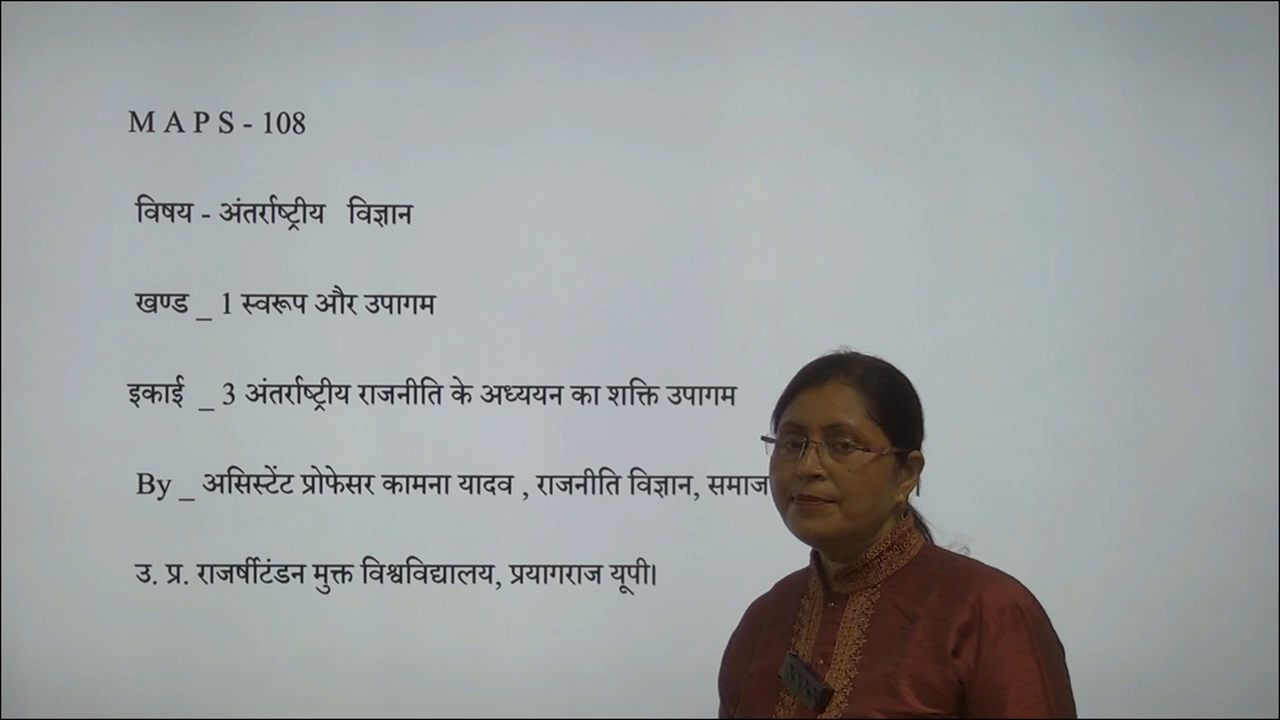 M A P S - 108
विषय - अंतर्राष्ट्रीय विज्ञान
खण्ड _ 1 स्वरूप और उपागम
इकाई _ 3 अंतर्राष्ट्रीय राजनीति के अध्ययन का शक्ति उपागम
By _ असिस्टेंट प्रोफेसर कामना यादव , राजनीति विज्ञान, समाज
उ. प्र. राजर्षीटंडन मुक्त विश्वविद्यालय, प्रयागराज यूपी।